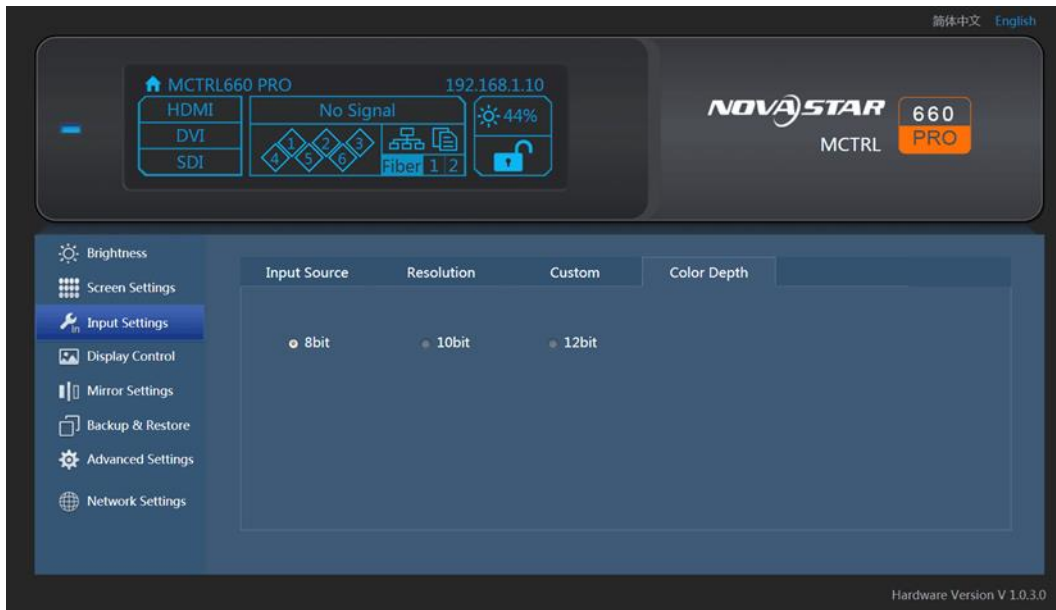 简体中文 English
MCTRL660 PRO 192.168.1.10
HDMI No Signal 44%
DVI
SDI
1 2 3
4 5 6
Fiber 1 2
NOVASTAR 660
MCTRL PRO
Brightness
Screen Settings
Input Settings
In
Display Control
Mirror Settings
Backup & Restore
Advanced Settings
Network Settings
Input Source Resolution Custom Color Depth
8bit 10bit 12bit
Hardware Version V 1.0.3.0